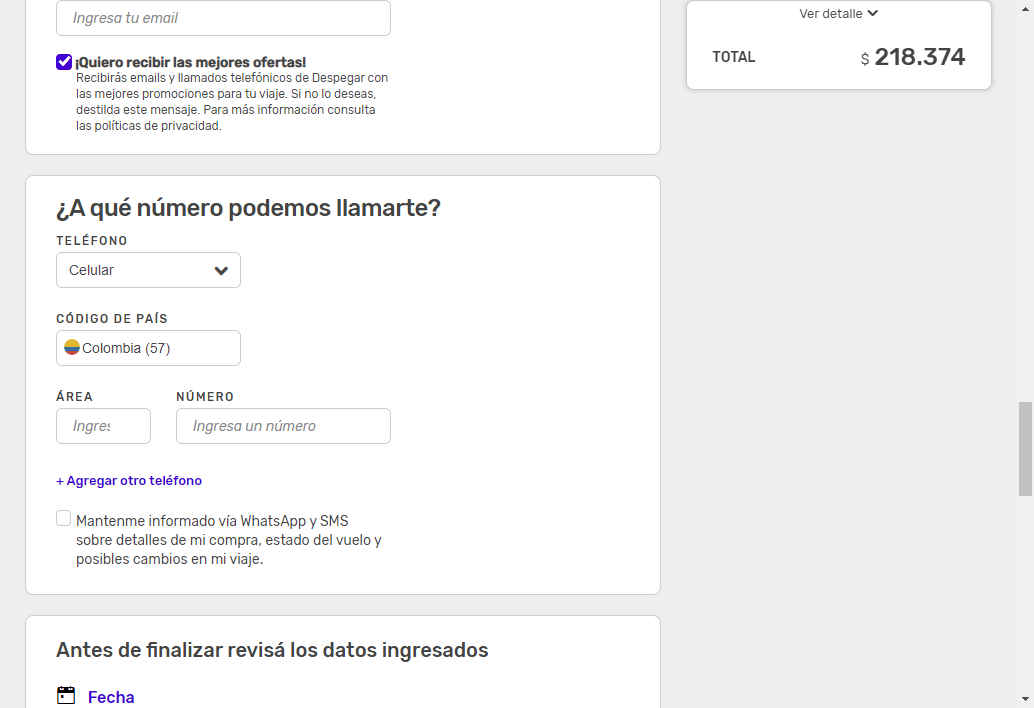 Ingresa tu email
¡Quiero recibir las mejores ofertas!
Recibirás emails y llamados telefónicos de Despegar con
las mejores promociones para tu viaje. Si no lo deseas,
destilda este mensaje. Para más información consulta
las políticas de privacidad.
Ver detalle
TOTAL
$ 218.374
¿A qué número podemos llamarte?
TELÉFONO
Celular
CÓDIGO DE PAÍS
Colombia (57)
ÁREA
NÚMERO
Ingres
Ingresa un número
+ Agregar otro teléfono
Mantenme informado vía WhatsApp y SMS
sobre detalles de mi compra, estado del vuelo y
posibles cambios en mi viaje.
Antes de finalizar revisá los datos ingresados
Fecha